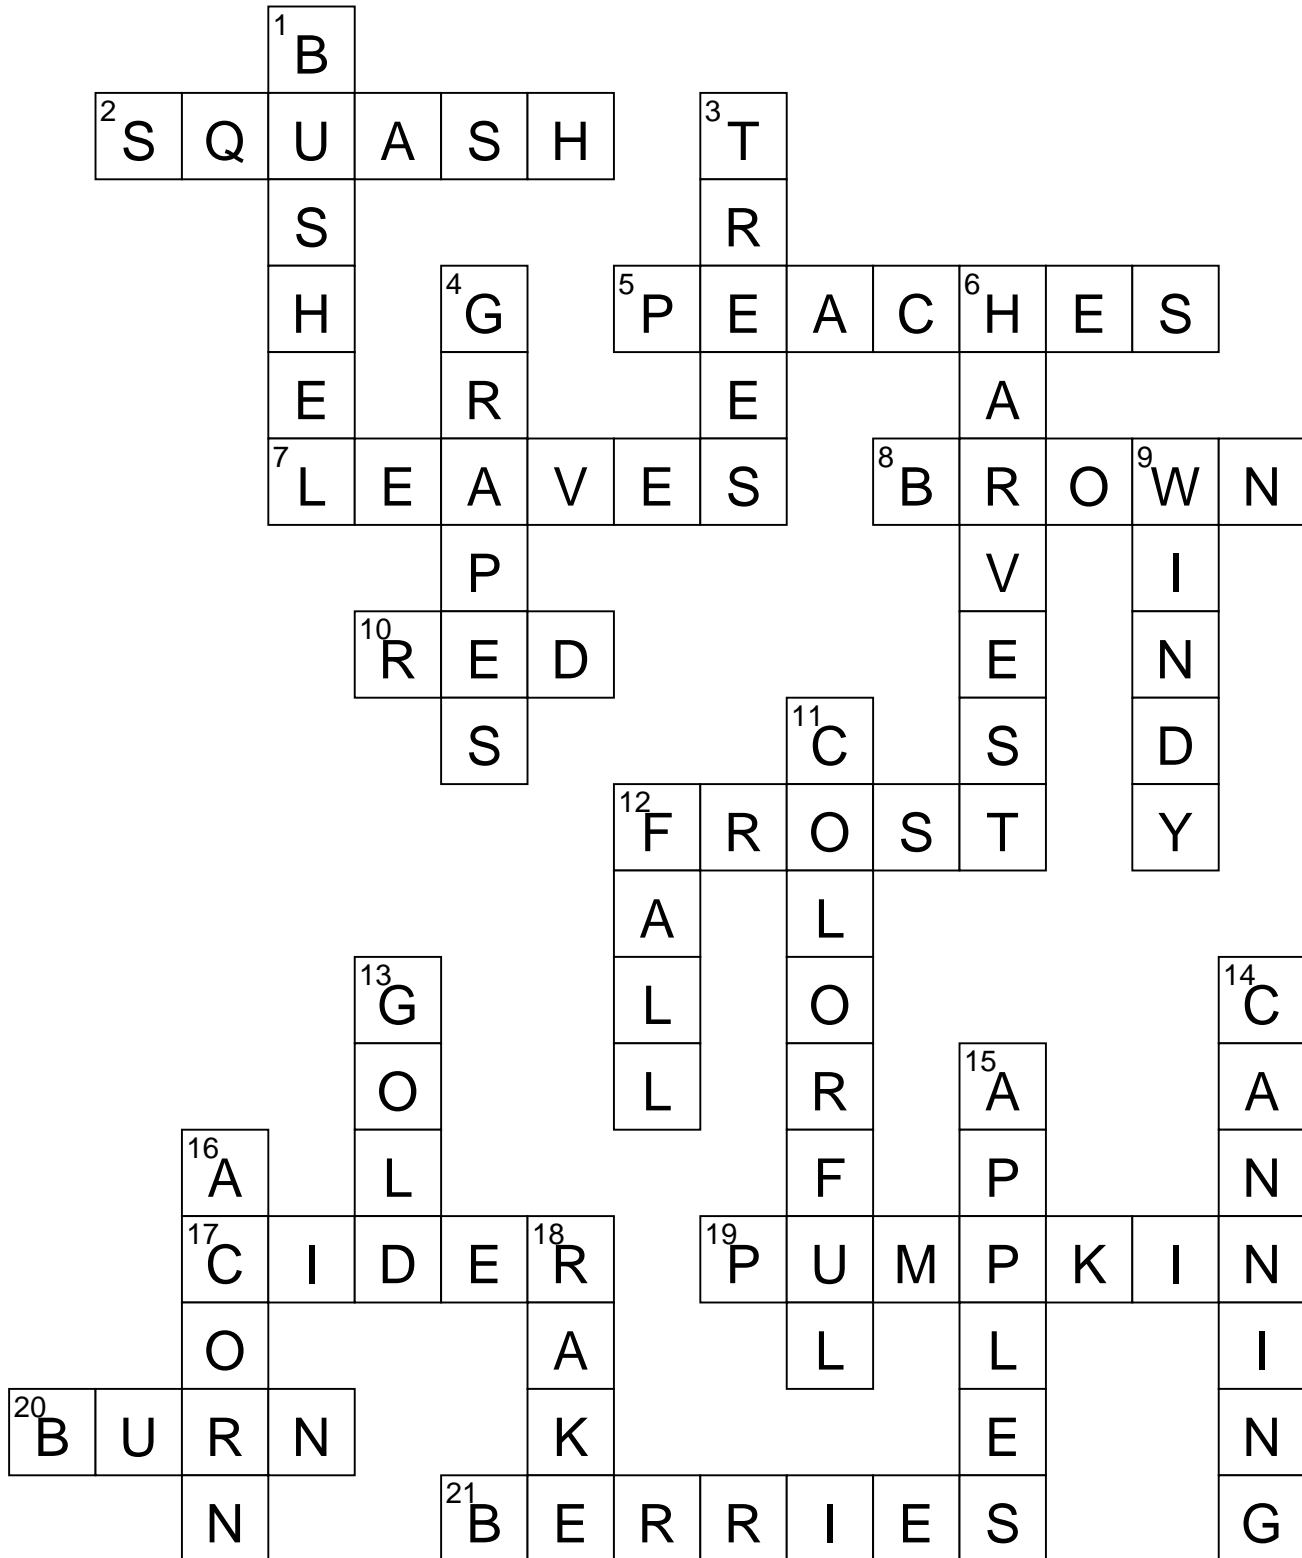 1 B
2 S Q U A S H 3 T
S R
H 4 G 5 P E A C 6 H E S
E R E A
7 L E A V E S 8 B R O 9 W N
P V I
10 R E D E N
S 11 C S D
12 F R O S T Y
A L
13 G L O 14 C
O L R 15 A A
16 A L F P N
17 C I D E 18 R 19 P U M P K I N
O A L L I
20 B U R N K E N
N 21 B E R R I E S G